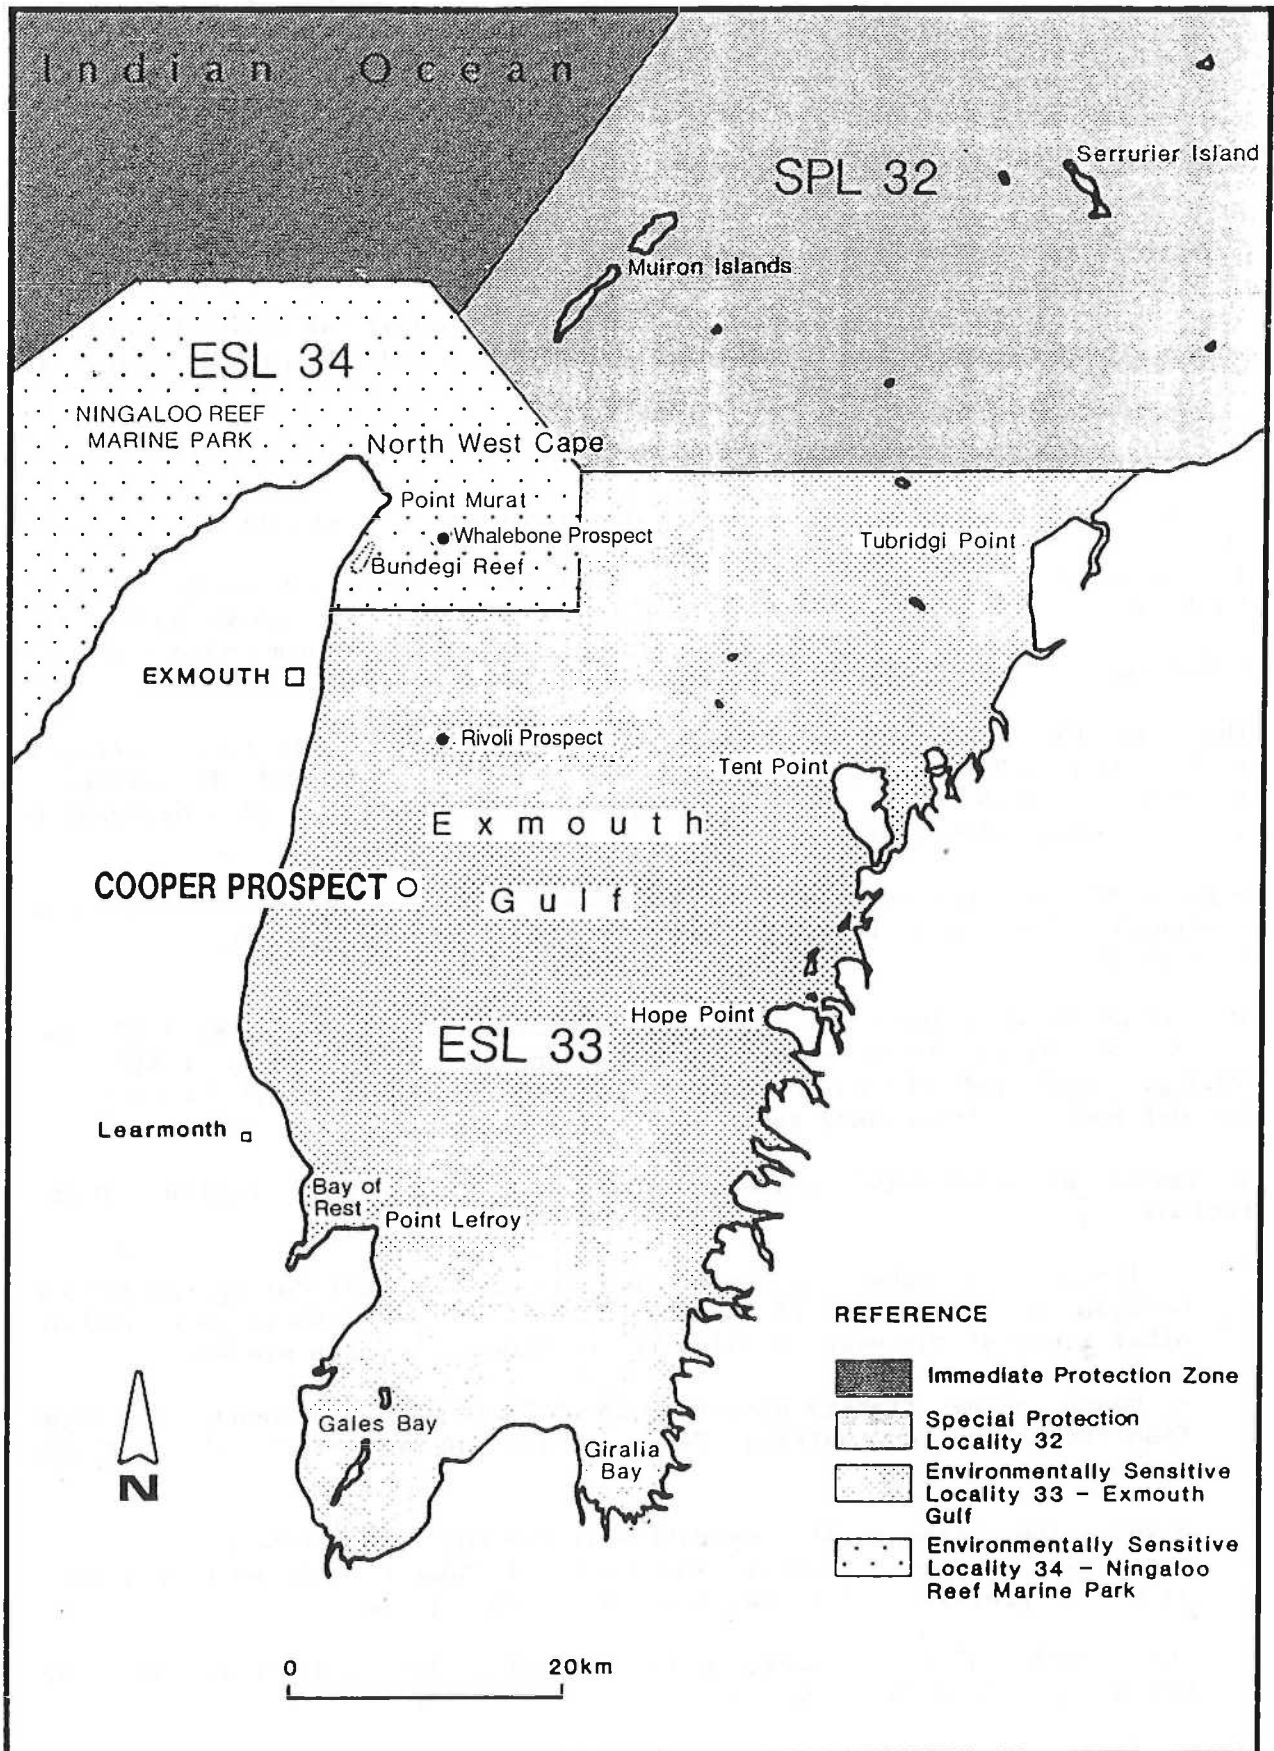 Indian Ocean
SPL 32
Serrurier Island
Muiron Islands
ESL 34
NINGALOO REEF
MARINE PARK
North West Cape
Point Murat
Whalebone Prospect
Bundegi Reef
Tubridgi Point
EXMOUTH
Rivoli Prospect
Tent Point
Exmouth
Gulf
COOPER PROSPECT
Hope Point
ESL 33
Learmonth
Bay of
Rest
Point Lefroy
Gales Bay
Giralia
Bay
N
0 20km
REFERENCE
Immediate Protection Zone
Special Protection
Locality 32
Environmentally Sensitive
Locality 33 - Exmouth
Gulf
Environmentally Sensitive
Locality 34 - Ningaloo
Reef Marine Park